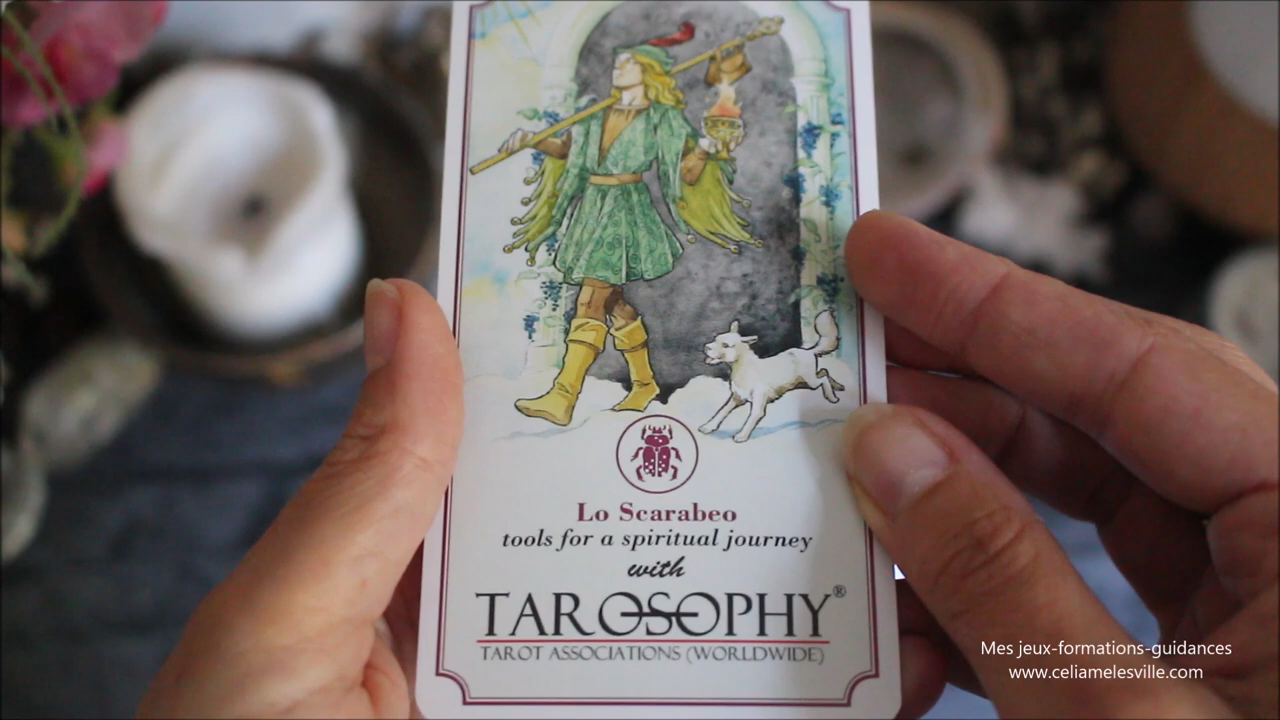 Lo Scarabeo
tools for a spiritual journey
with
TAROSOPHY®
TAROT ASSOCIATIONS (WORLDWIDE)
Mes jeux-formations-guidances
www.celiamelesville.com